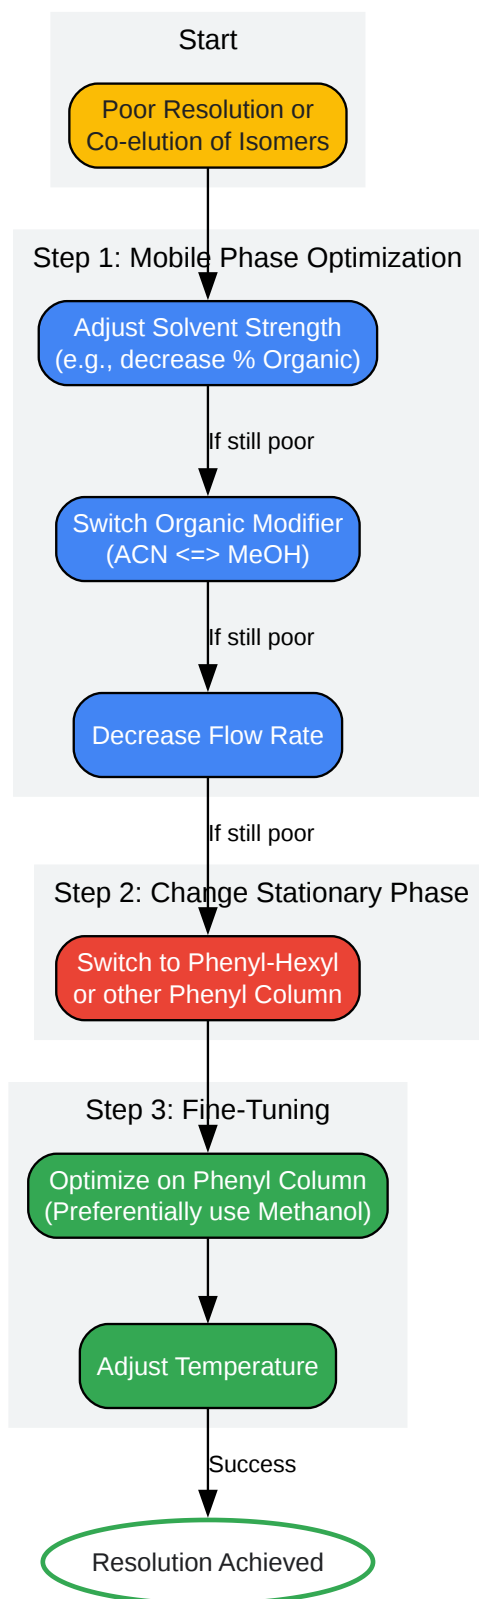 Start
Poor Resolution or
Co-elution of Isomers
Step 1: Mobile Phase Optimization
Adjust Solvent Strength
(e.g., decrease % Organic)
If still poor
Switch Organic Modifier
(ACN <=> MeOH)
If still poor
Decrease Flow Rate
If still poor
Step 2: Change Stationary Phase
Switch to Phenyl-Hexyl
or other Phenyl Column
Step 3: Fine-Tuning
Optimize on Phenyl Column
(Preferentially use Methanol)
Adjust Temperature
Success
Resolution Achieved